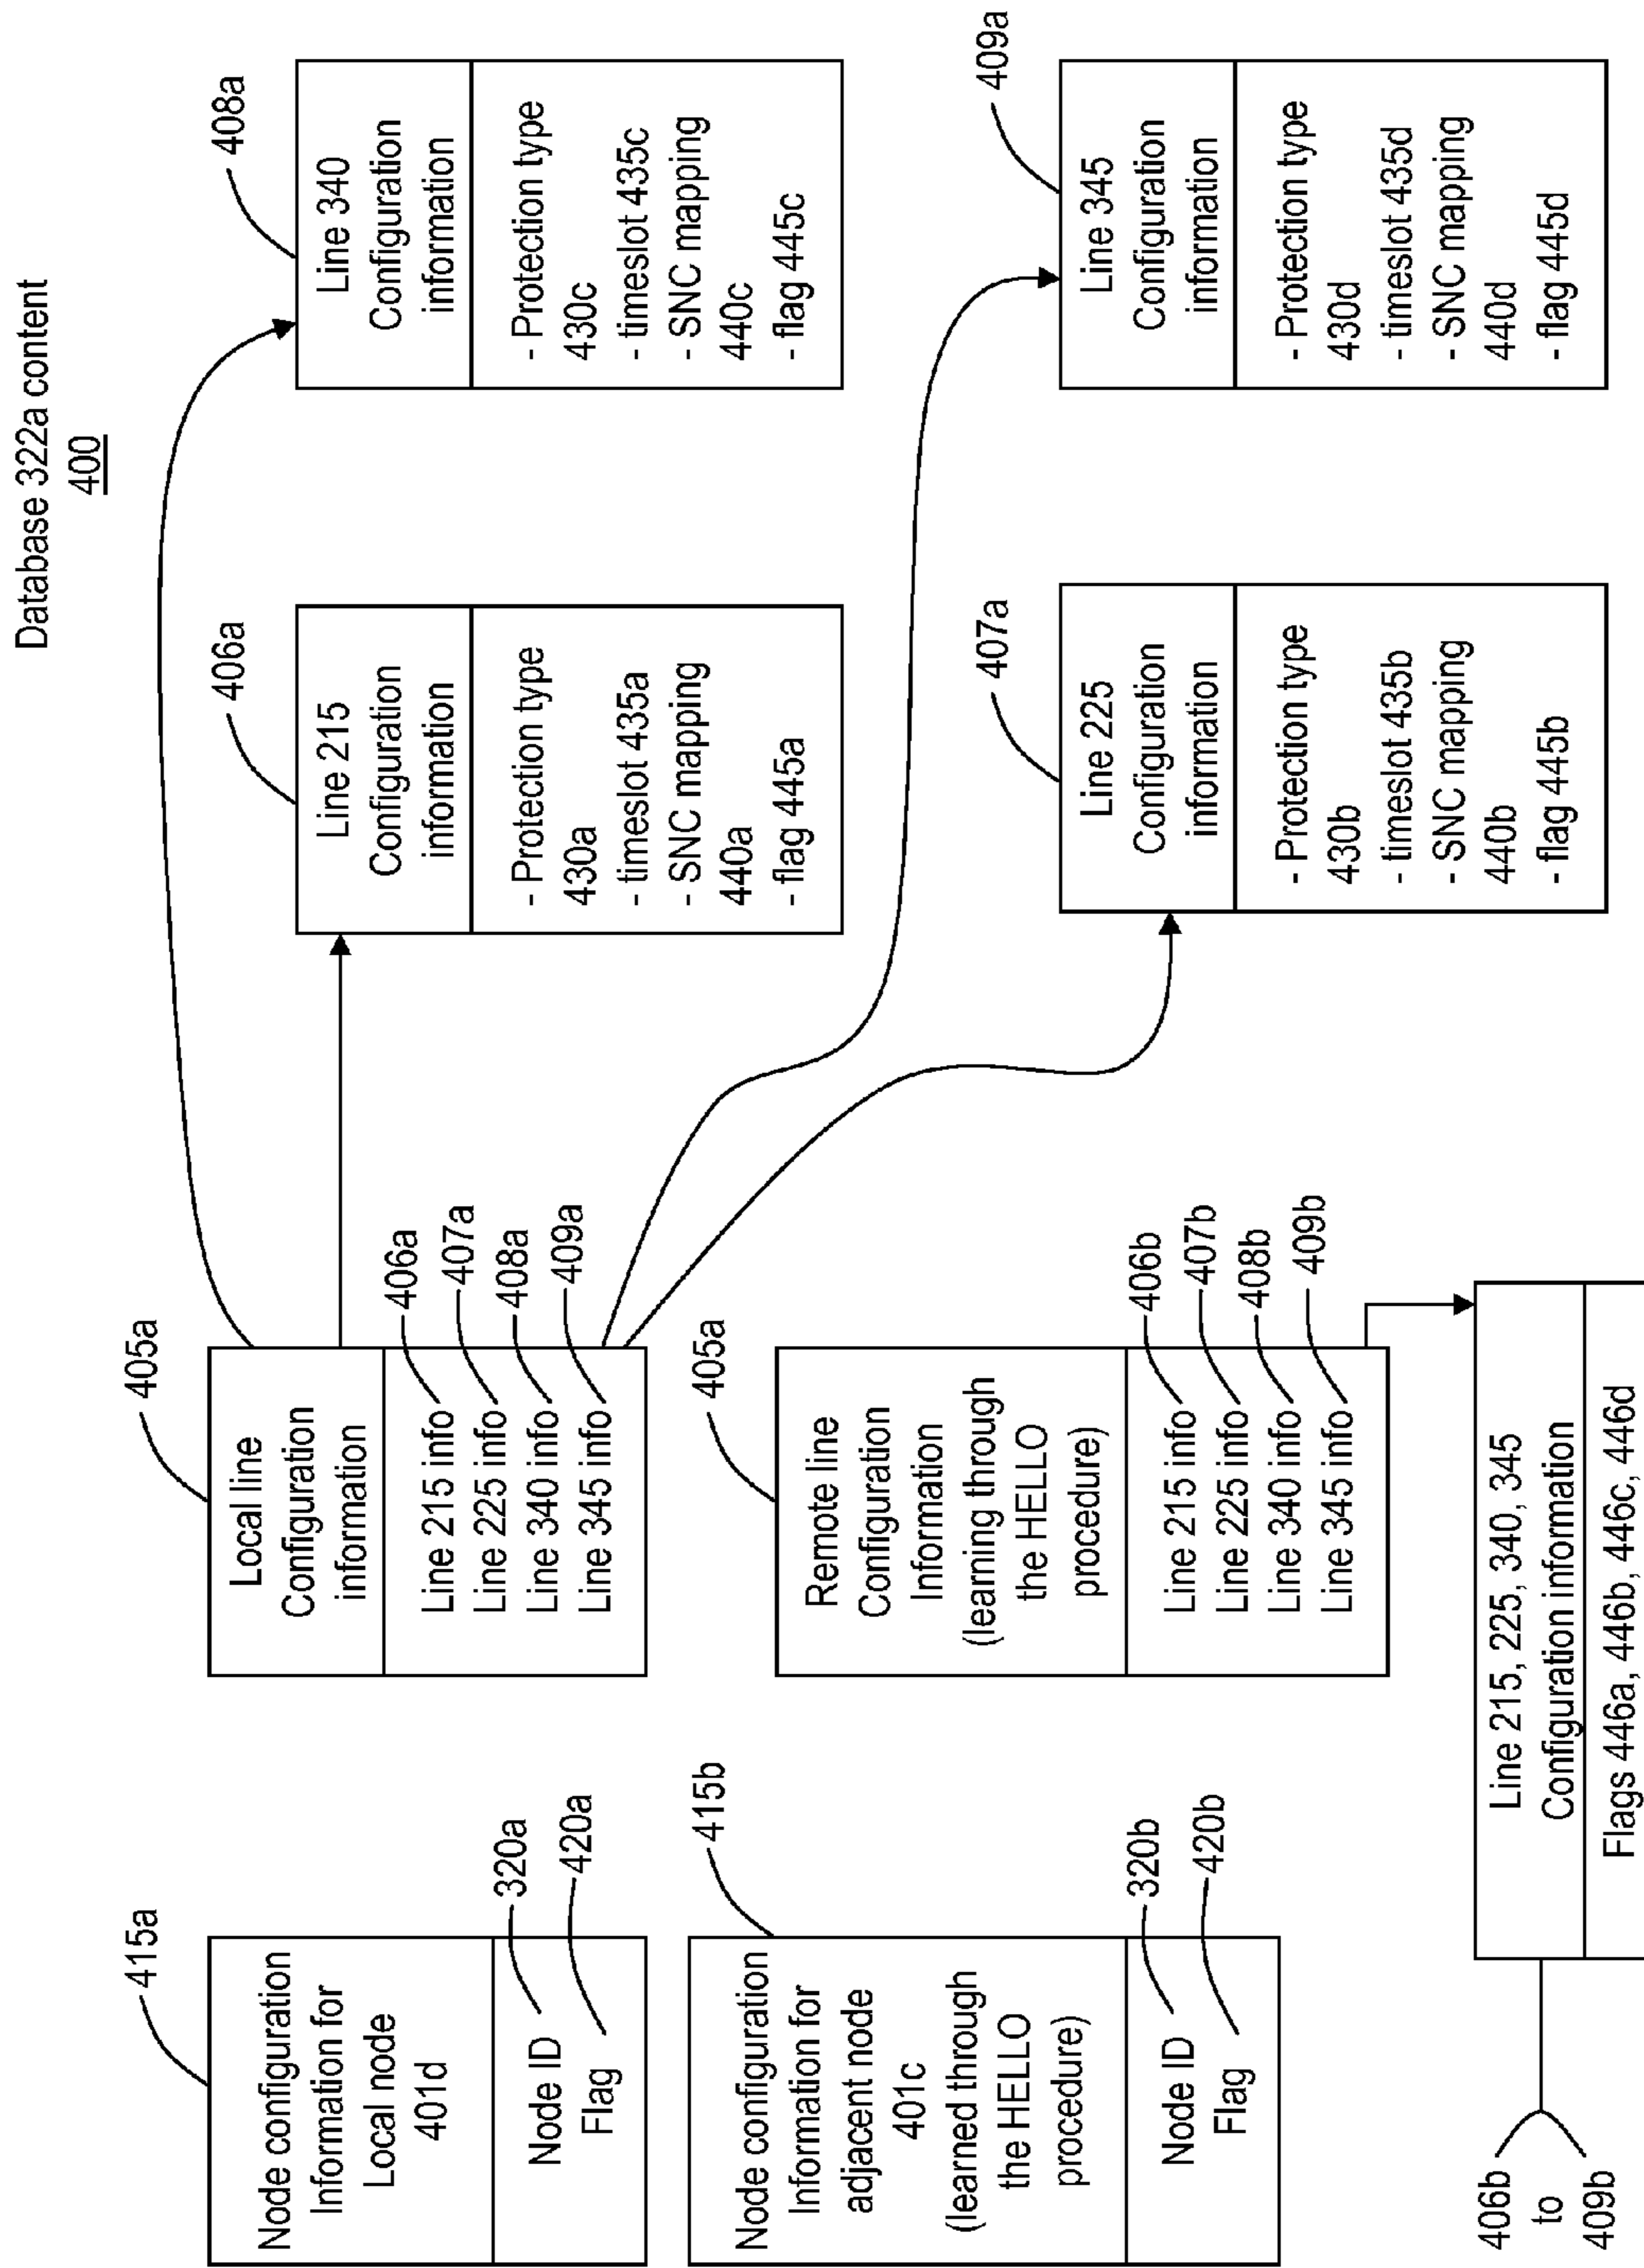 Database 322a content
400
415a
Node configuration
Information for
Local node
401d
Node ID
Flag
320a
420a
415b
Node configuration
Information for
adjacent node
401c
(learned through
the HELLO
procedure)
Node ID
Flag
320b
420b
405a
Local line
Configuration
information
Line 215 info
Line 225 info
Line 340 info
Line 345 info
406a
407a
408a
409a
405a
Remote line
Configuration
Information
(learning through
the HELLO
procedure)
Line 215 info
Line 225 info
Line 340 info
Line 345 info
406b
407b
408b
409b
406b
to
409b
Line 215, 225, 340, 345
Configuration information
Flags 446a, 446b, 446c, 446d
406a
Line 215
Configuration
information
- Protection type
430a
- timeslot 435a
- SNC mapping
440a
- flag 445a
407a
Line 225
Configuration
information
- Protection type
430b
- timeslot 435b
- SNC mapping
440b
- flag 445b
408a
Line 340
Configuration
information
- Protection type
430c
- timeslot 435c
- SNC mapping
440c
- flag 445c
409a
Line 345
Configuration
information
- Protection type
430d
- timeslot 435d
- SNC mapping
440d
- flag 445d